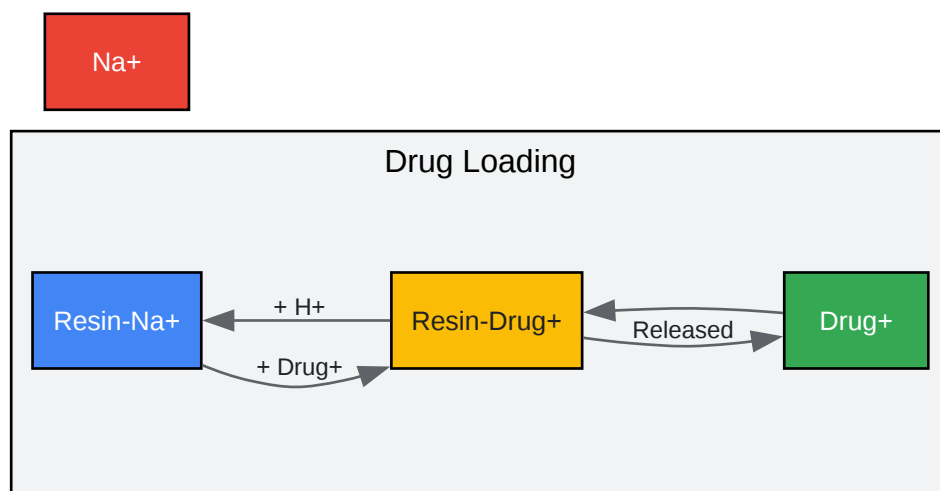 Na+
Drug Loading
Resin-Na+
+ H+
+ Drug+
Resin-Drug+
Released
Drug+